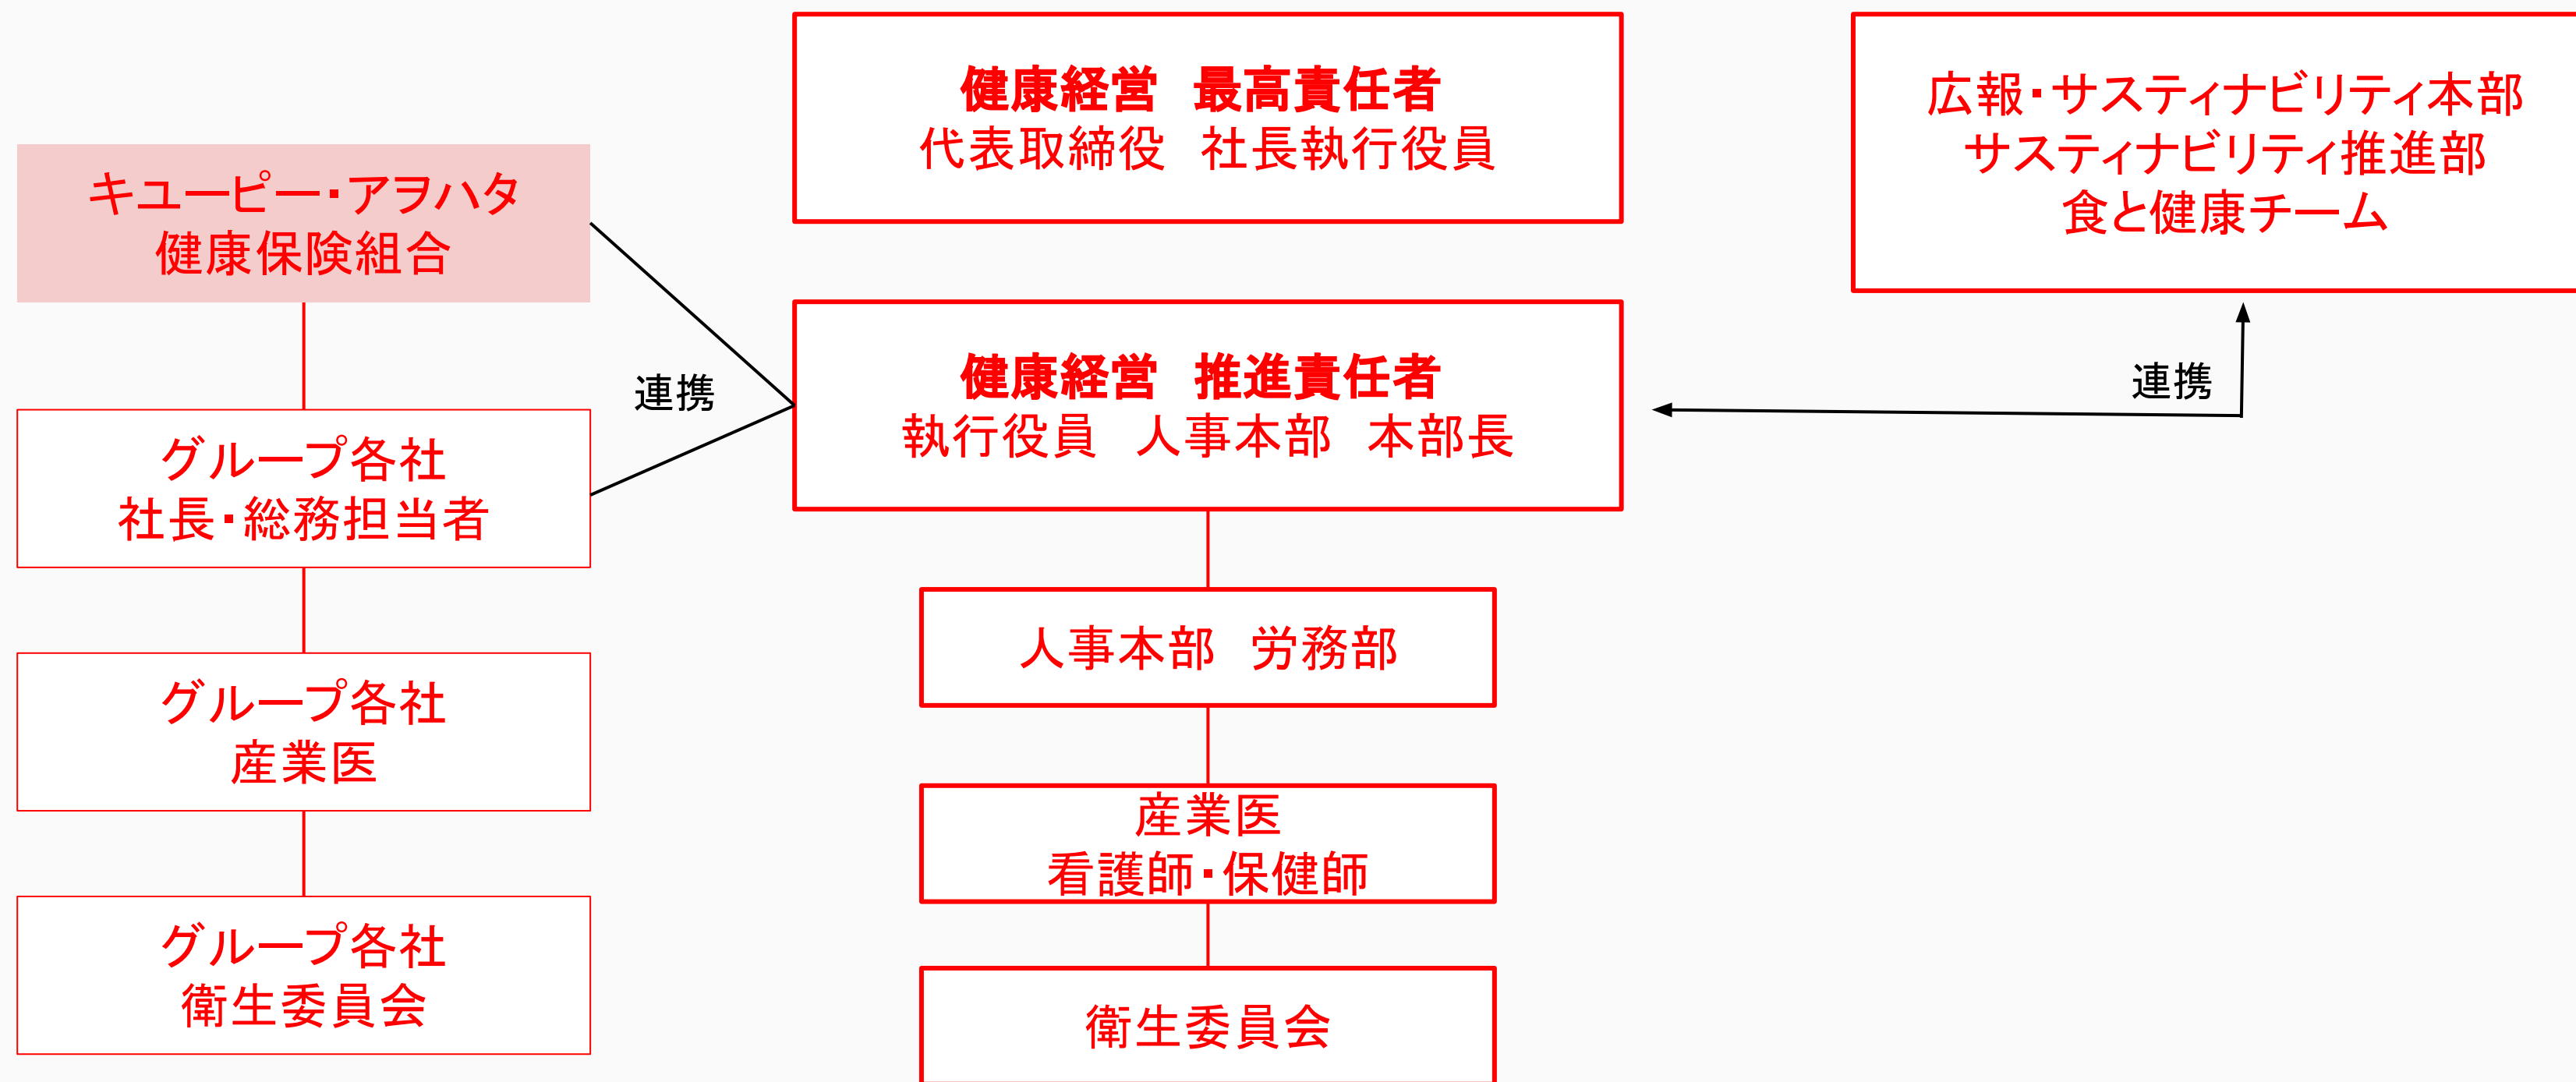 健康経営　最高責任者
代表取締役　社長執行役員
広報・サスティナビリティ本部
サスティナビリティ推進部
食と健康チーム
キユーピー・アヲハタ
健康保険組合
連携
健康経営　推進責任者
執行役員　人事本部　本部長
連携
グループ各社
社長・総務担当者
人事本部　労務部
グループ各社
産業医
産業医
看護師・保健師
グループ各社
衛生委員会
衛生委員会